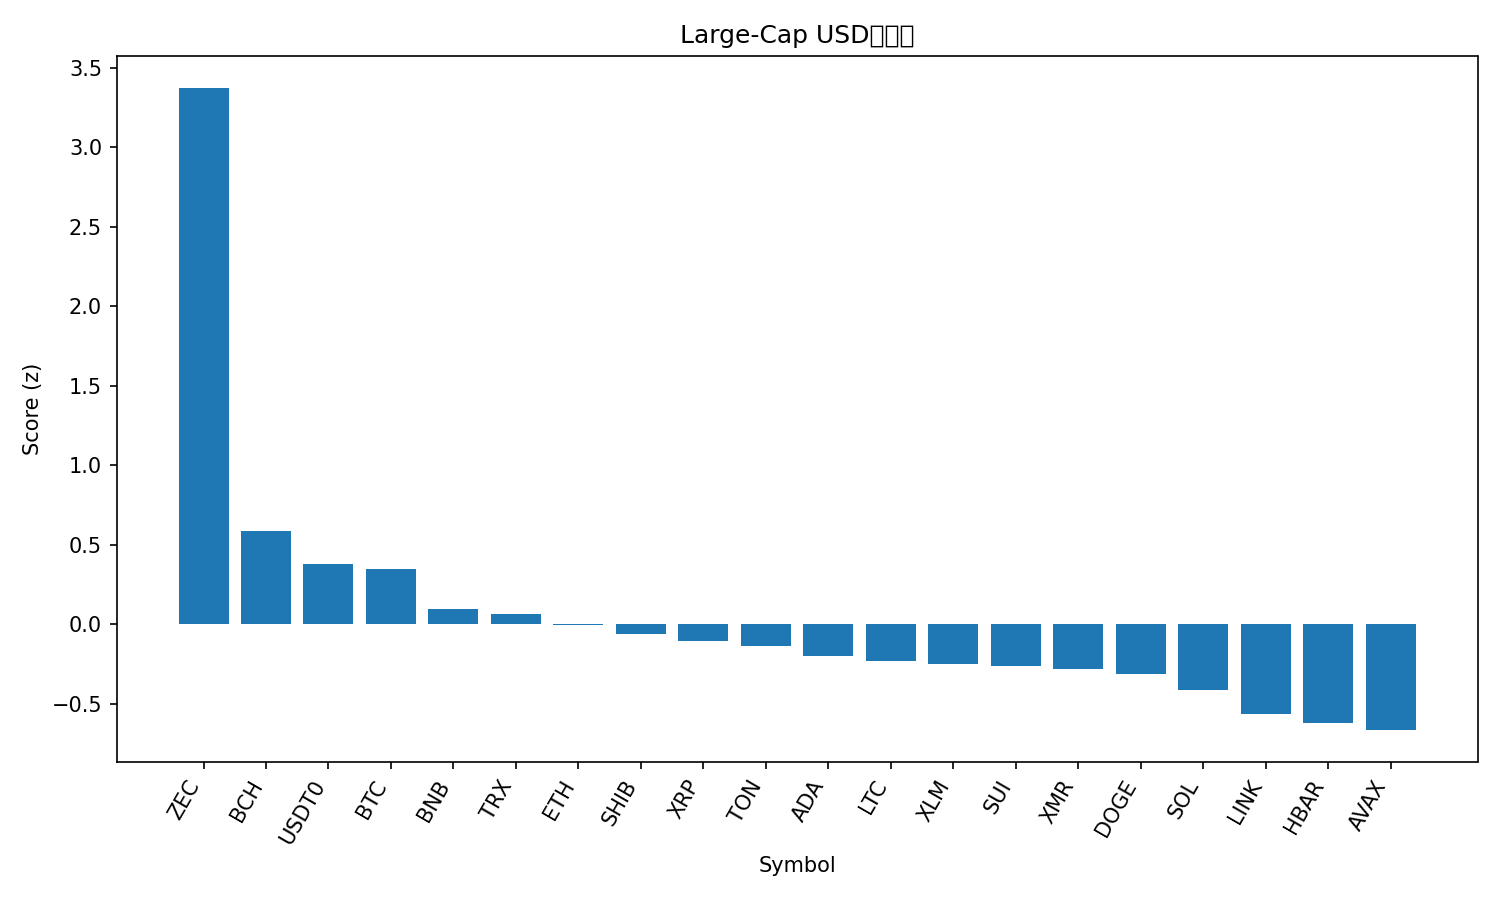 Large-Cap USD
3.5
3.0
2.5
2.0
1.5
1.0
0.5
0.0
−0.5
Score (z)
ZEC
BCH
USDT0
BTC
BNB
TRX
ETH
SHIB
XRP
TON
ADA
LTC
XLM
SUI
XMR
DOGE
SOL
LINK
HBAR
AVAX
Symbol